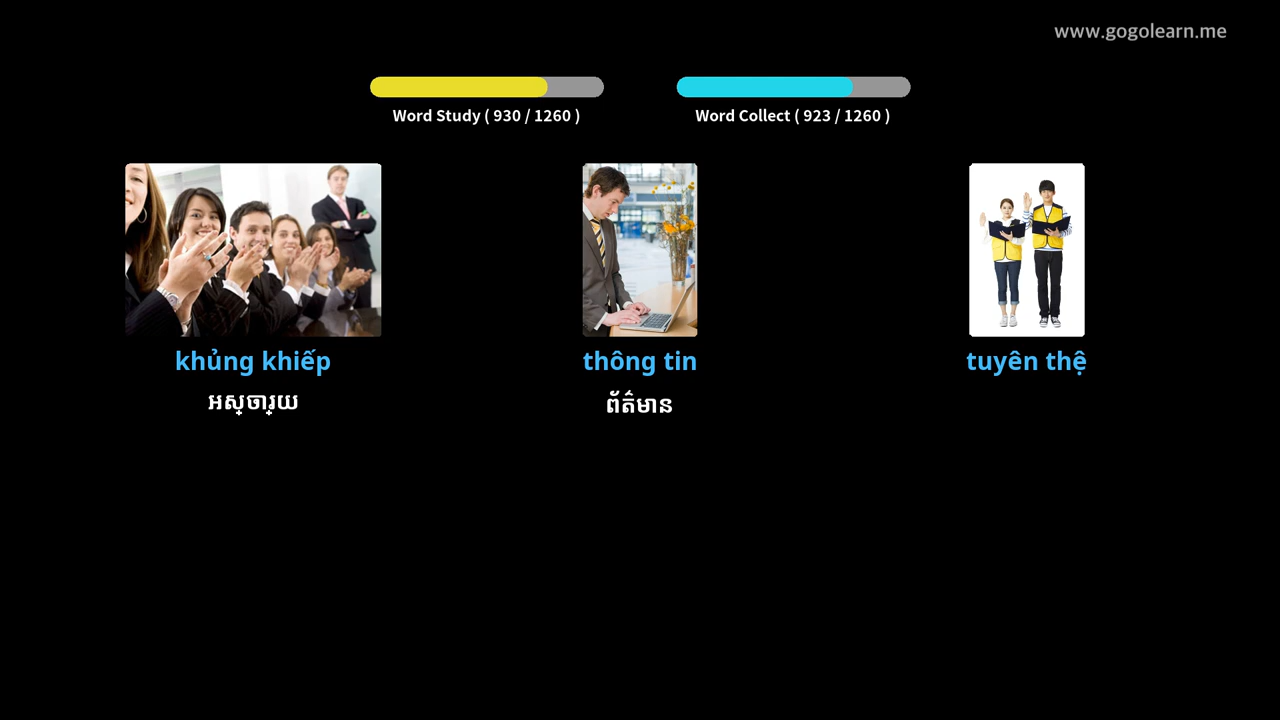 www.gogolearn.me
Word Study ( 930 / 1260 )
Word Collect ( 923 / 1260 )
khủng khiếp
thông tin
tuyên thệ
អស្ចារ្យ
ព័ត៌មាន